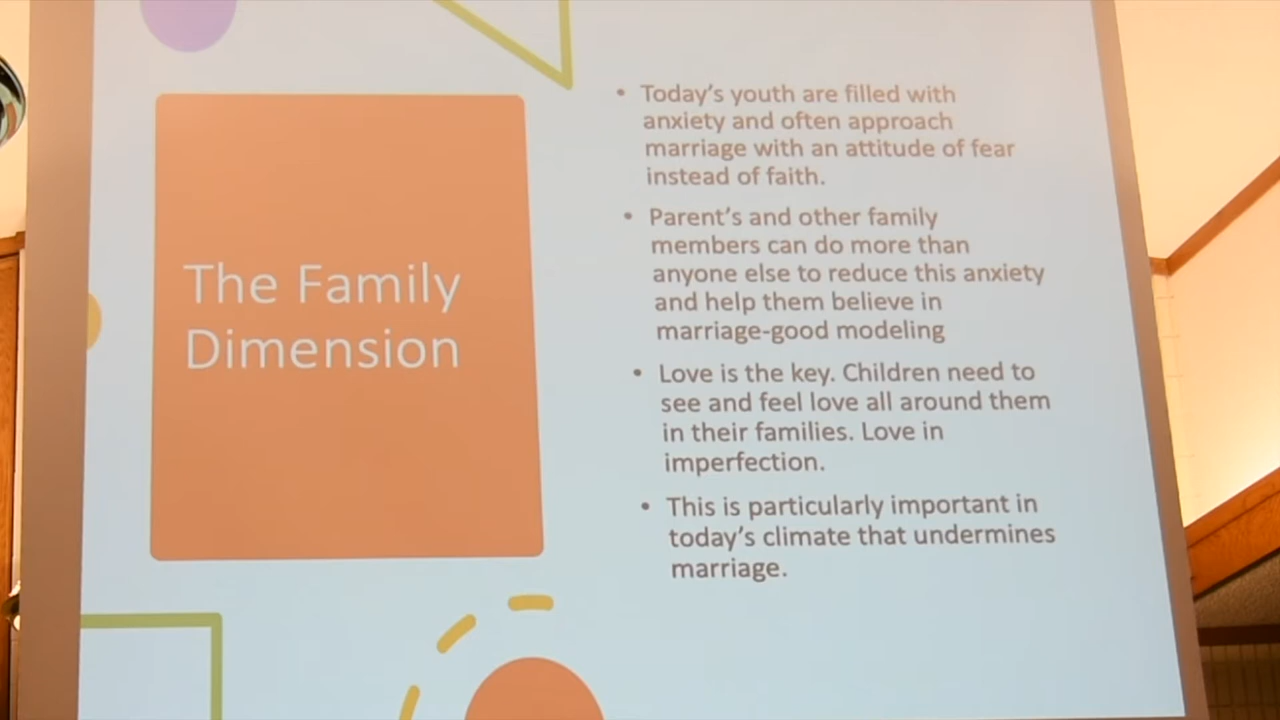 The Family
Dimension
• Today's youth are filled with
anxiety and often approach
marriage with an attitude of fear
instead of faith.
• Parent's and other family
members can do more than
anyone else to reduce this anxiety
and help them believe in
marriage-good modeling
• Love is the key. Children need to
see and feel love all around them
in their families. Love in
imperfection.
• This is particularly important in
today's climate that undermines
marriage.